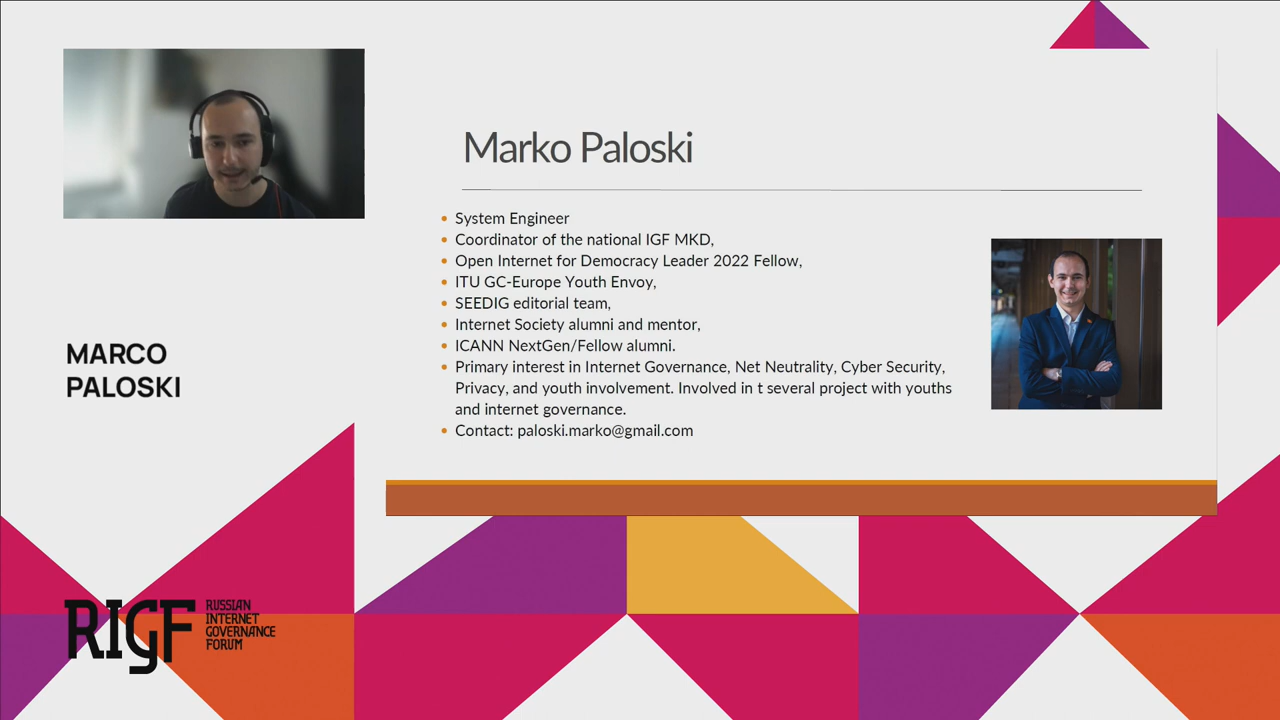 Marko Paloski
System Engineer
Coordinator of the national IGF MKD,
Open Internet for Democracy Leader 2022 Fellow,
ITU GC-Europe Youth Envoy,
SEEDIG editorial team,
Internet Society alumni and mentor,
ICANN NextGen/Fellow alumni.
Primary interest in Internet Governance, Net Neutrality, Cyber Security,
Privacy, and youth involvement. Involved in t several project with youths
and internet governance.
Contact: paloski.marko@gmail.com
MARCO
PALOSKI
RIGF
RUSSIAN
INTERNET
GOVERNANCE
FORUM